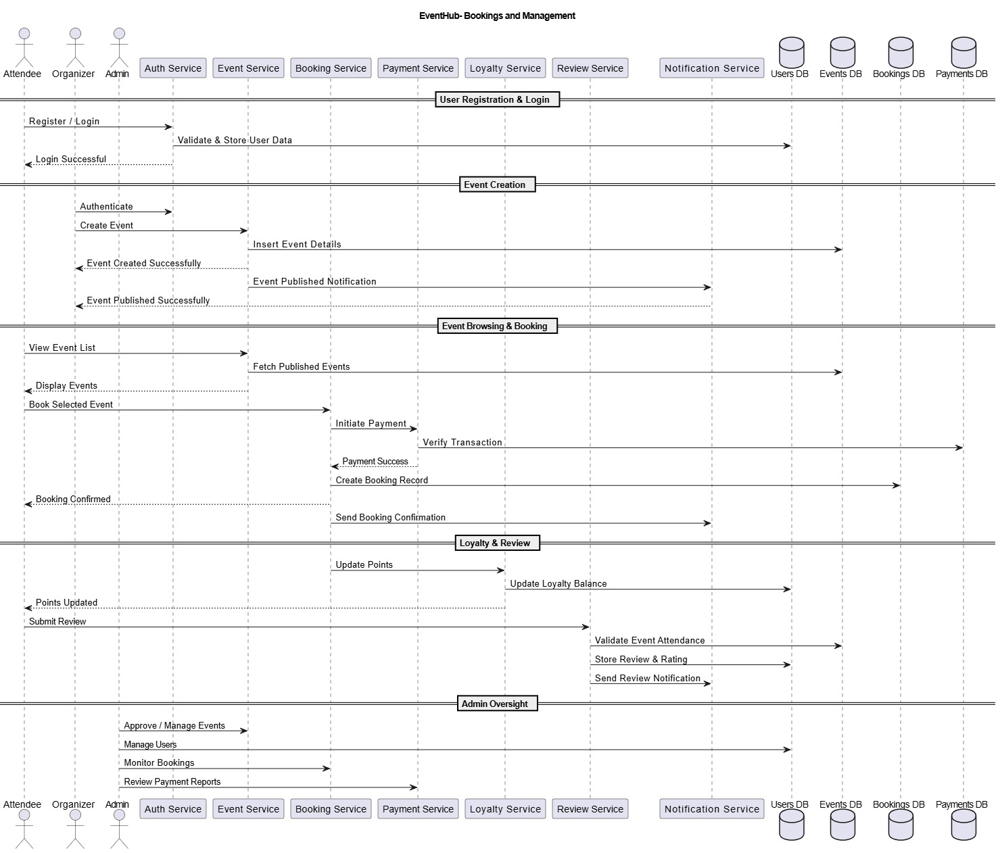 EventHub- Bookings and Management
Attendee Organizer Admin Auth Service Event Service Booking Service Payment Service Loyalty Service Review Service Notification Service Users DB Events DB Bookings DB Payments DB
User Registration & Login
Register / Login
Validate & Store User Data
Login Successful
Event Creation
Authenticate
Create Event
Insert Event Details
Event Created Successfully
Event Published Notification
Event Published Successfully
Event Browsing & Booking
View Event List
Fetch Published Events
Display Events
Book Selected Event
Initiate Payment
Verify Transaction
Payment Success
Create Booking Record
Booking Confirmed
Send Booking Confirmation
Loyalty & Review
Update Points
Update Loyalty Balance
Points Updated
Submit Review
Validate Event Attendance
Store Review & Rating
Send Review Notification
Admin Oversight
Approve / Manage Events
Manage Users
Monitor Bookings
Review Payment Reports
Attendee Organizer Admin Auth Service Event Service Booking Service Payment Service Loyalty Service Review Service Notification Service Users DB Events DB Bookings DB Payments DB